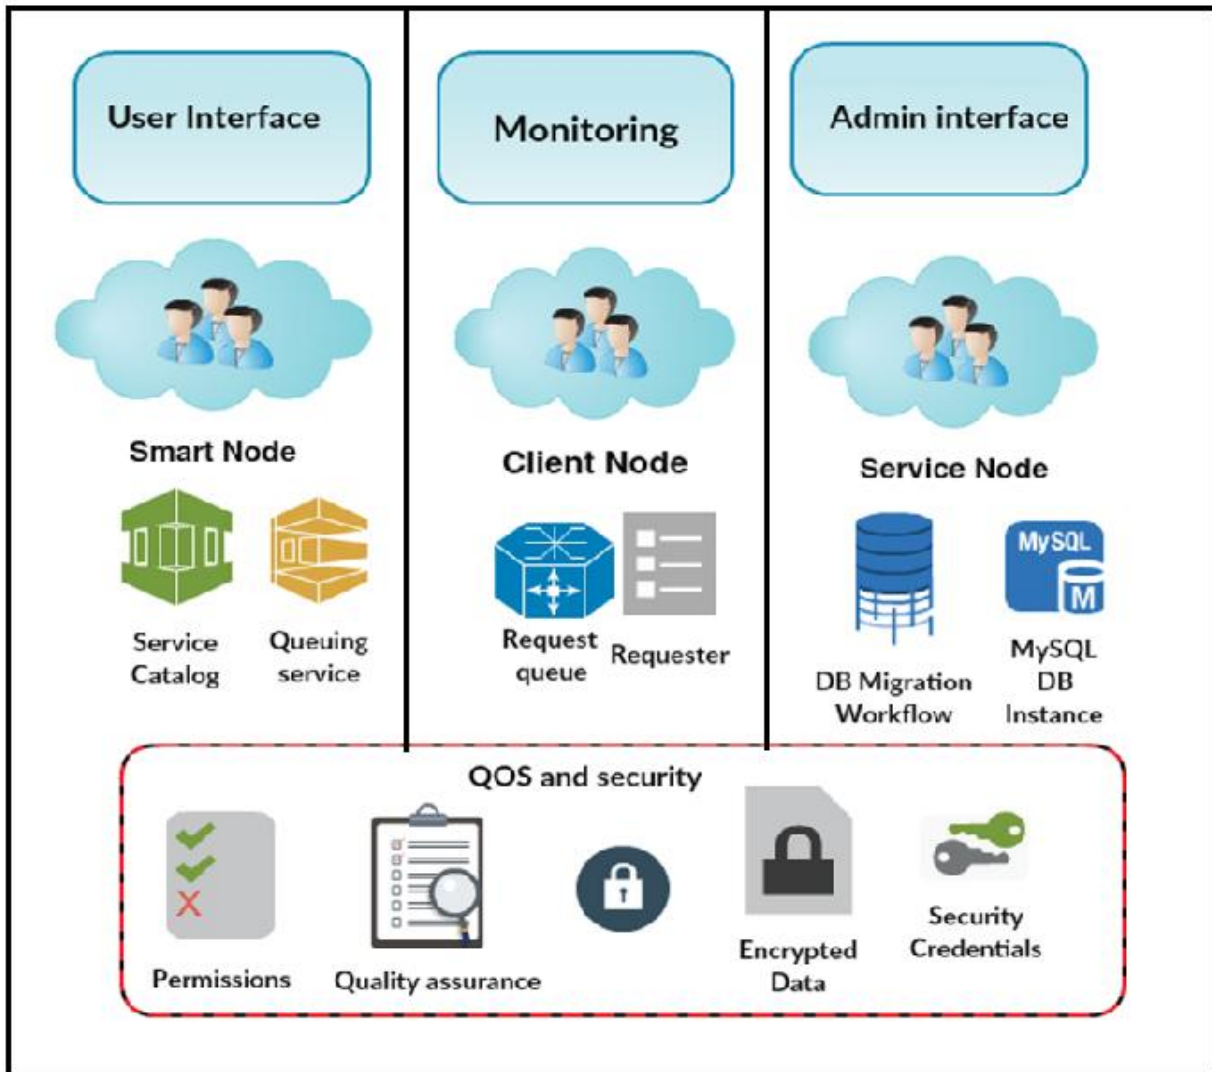 User Interface
Monitoring
Admin interface
Smart Node
Client Node
Service Node
Service
Catalog
Queuing
service
Request
queue
Requester
DB Migration
Workflow
MySQL
M
MySQL
DB
Instance
QOS and security
Permissions
Quality assurance
Encrypted
Data
Security
Credentials